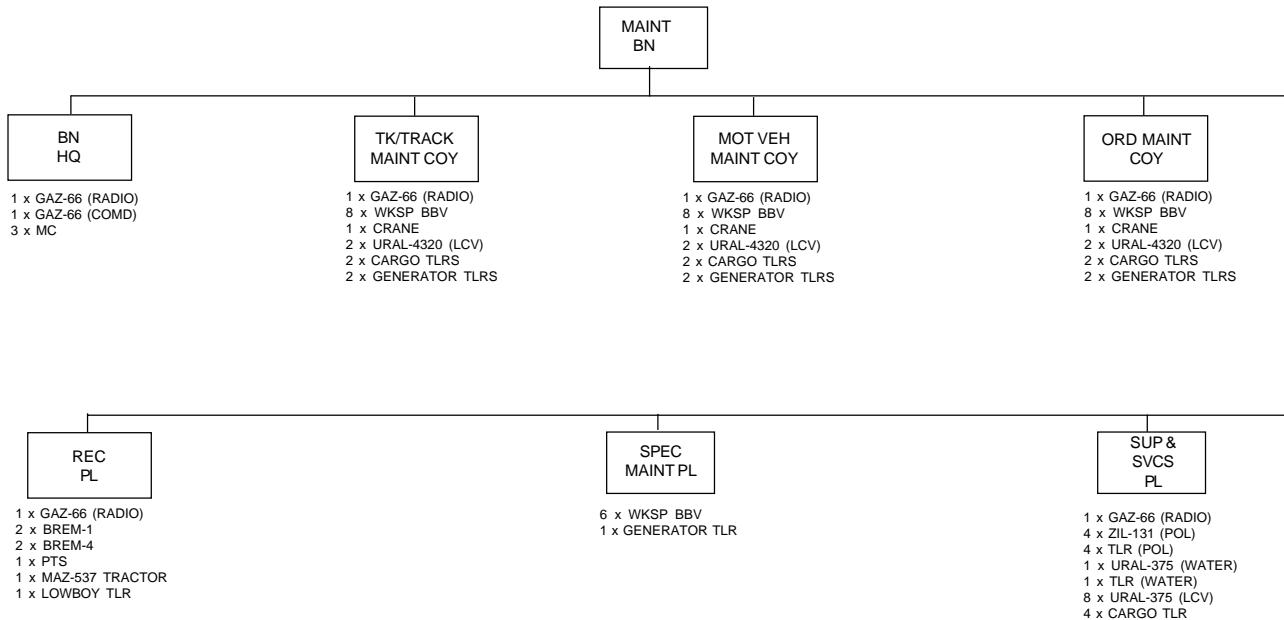 MAINT
BN
BN
HQ
1 x GAZ-66 (RADIO)
1 x GAZ-66 (COMD)
3 x MC
TK/TRACK
MAINT COY
1 x GAZ-66 (RADIO)
8 x WKSP BBV
1 x CRANE
2 x URAL-4320 (LCV)
2 x CARGO TLRS
2 x GENERATOR TLRS
MOT VEH
MAINT COY
1 x GAZ-66 (RADIO)
8 x WKSP BBV
1 x CRANE
2 x URAL-4320 (LCV)
2 x CARGO TLRS
2 x GENERATOR TLRS
ORD MAINT
COY
1 x GAZ-66 (RADIO)
8 x WKSP BBV
1 x CRANE
2 x URAL-4320 (LCV)
2 x CARGO TLRS
2 x GENERATOR TLRS
REC
PL
1 x GAZ-66 (RADIO)
2 x BREM-1
2 x BREM-4
1 x PTS
1 x MAZ-537 TRACTOR
1 x LOWBOY TLR
SPEC
MAINT PL
6 x WKSP BBV
1 x GENERATOR TLR
SUP &
SVCS
PL
1 x GAZ-66 (RADIO)
4 x ZIL-131 (POL)
4 x TLR (POL)
1 x URAL-375 (WATER)
1 x TLR (WATER)
8 x URAL-375 (LCV)
4 x CARGO TLR